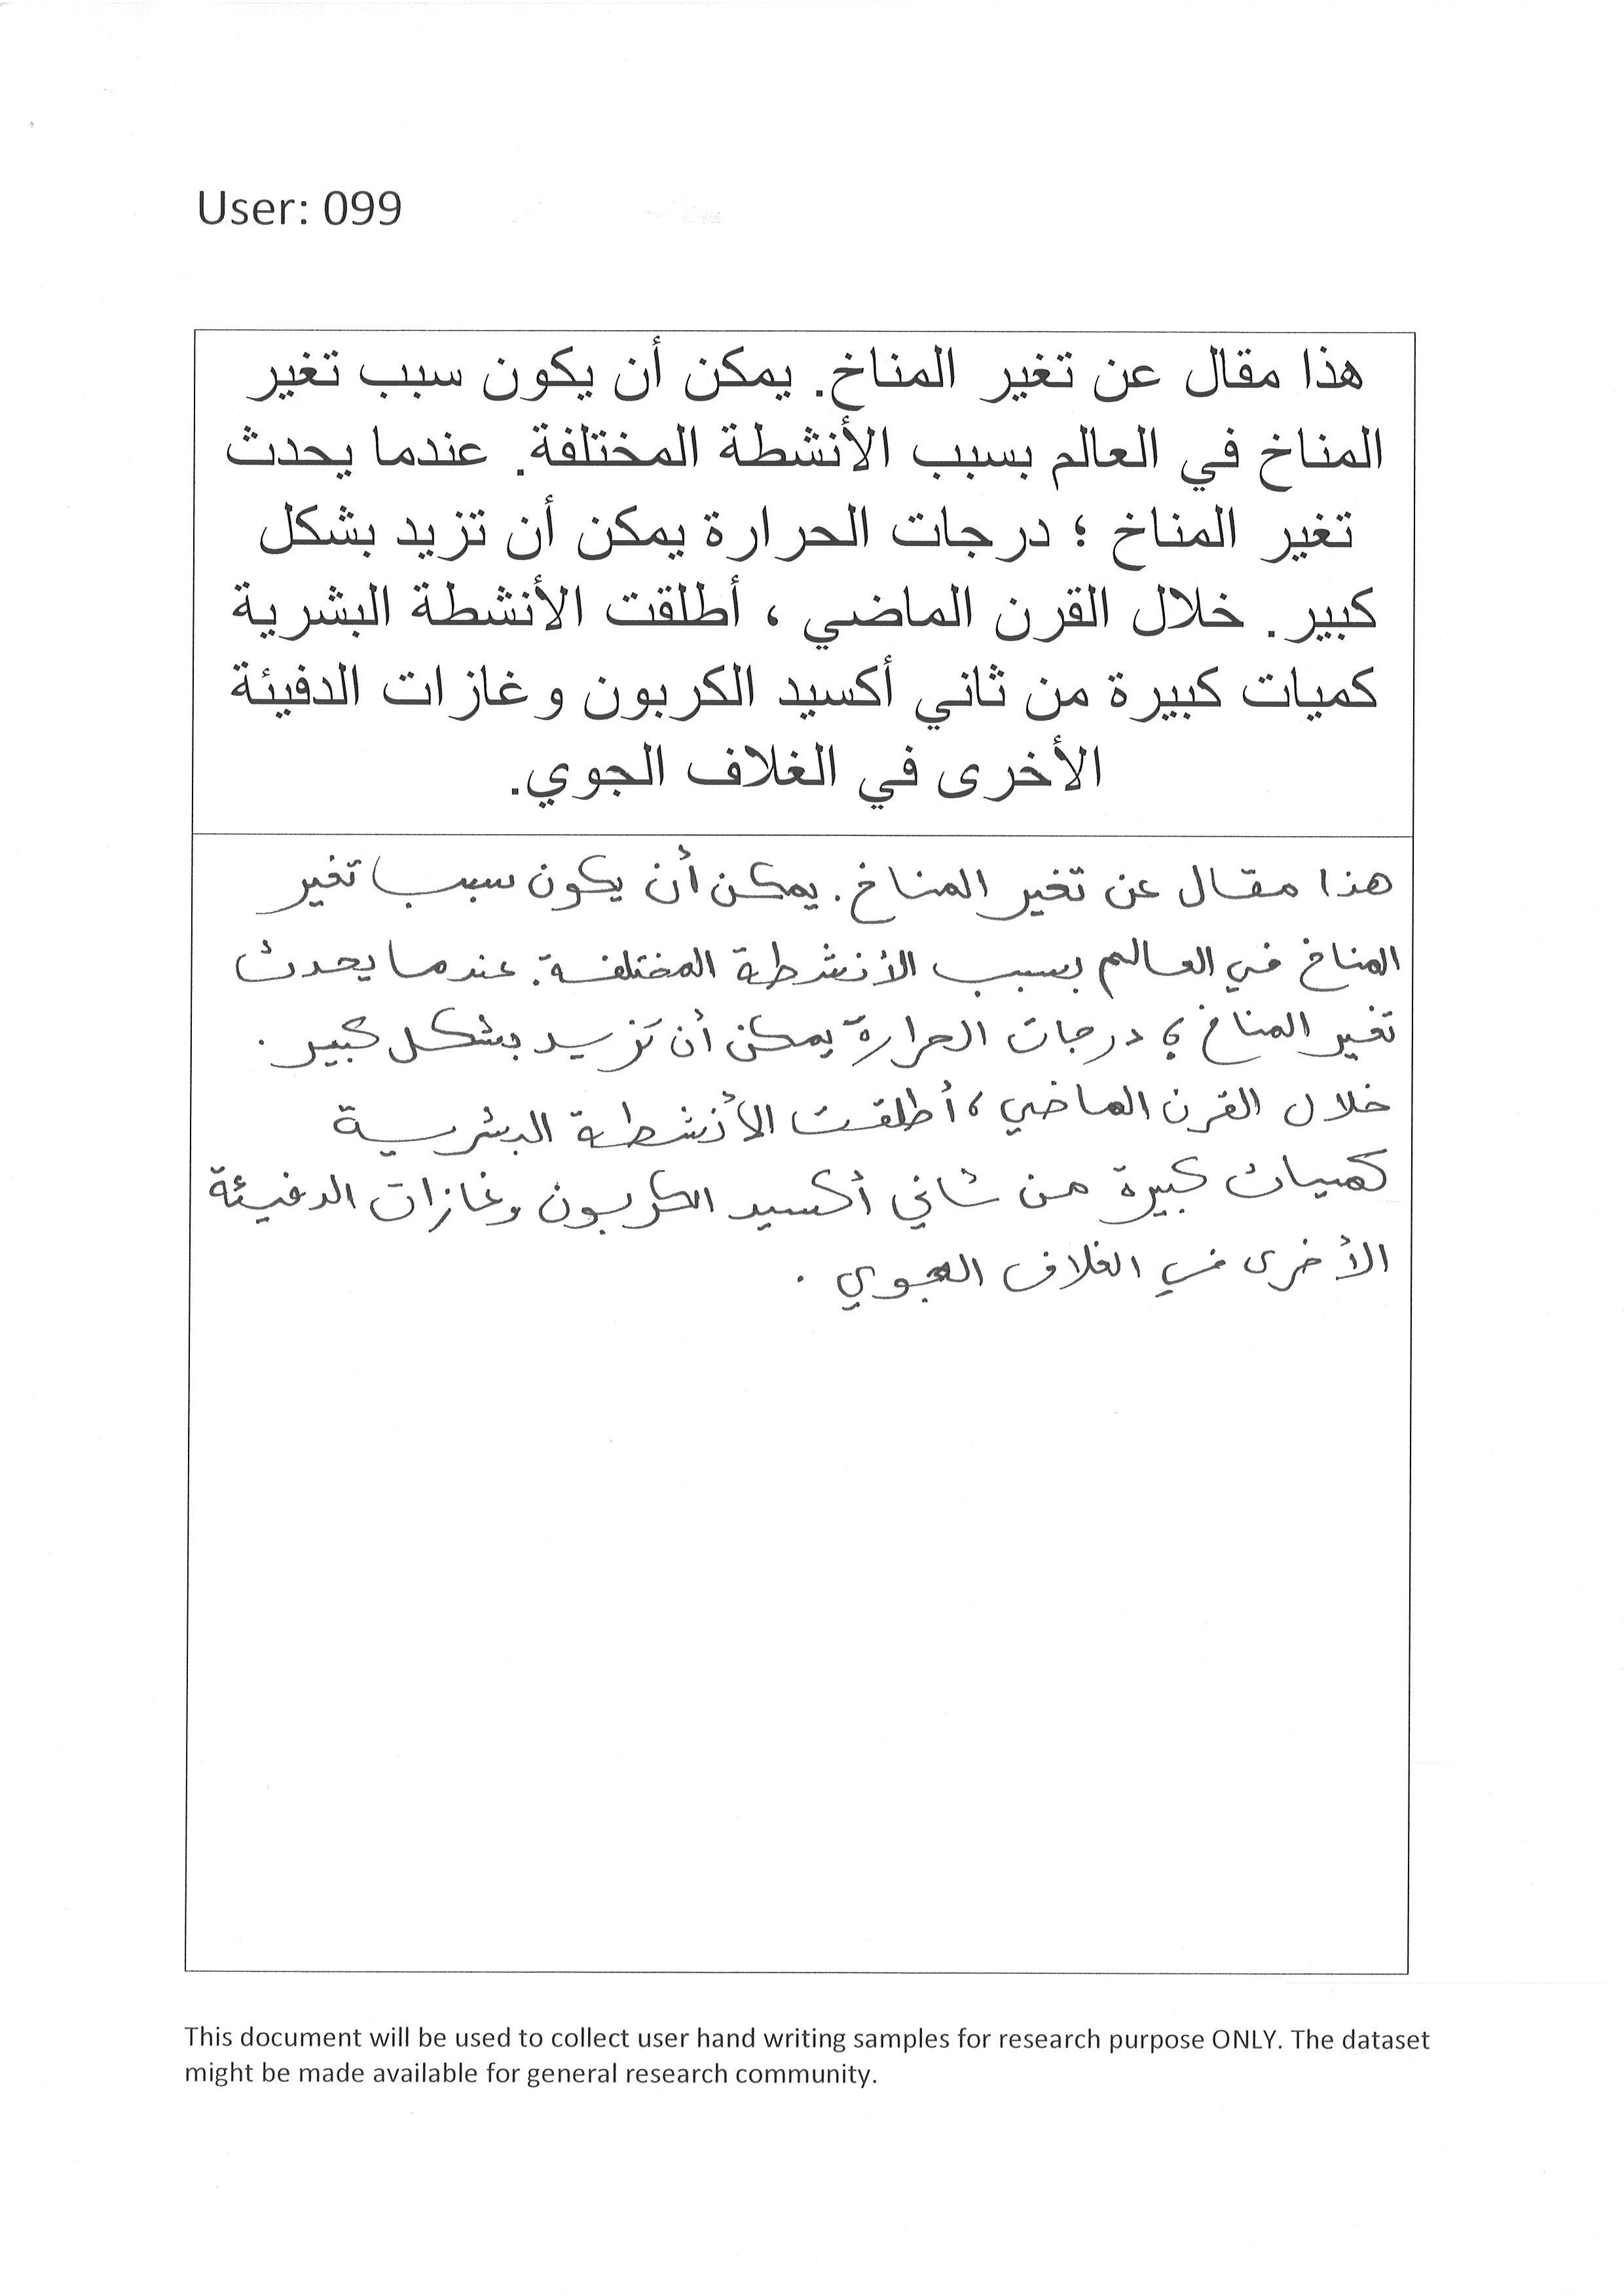 User: 099
هذا مقال عن تغير المناخ. يمكن أن يكون سبب تغير
المناخ في العالم بسبب الأنشطة المختلفة. عندما يحدث
تغير المناخ ؛ درجات الحرارة يمكن أن تزيد بشكل
كبير. خلال القرن الماضي ، أطلقت الأنشطة البشرية
كميات كبيرة من ثاني أكسيد الكربون وغازات الدفيئة
الأخرى في الغلاف الجوي.
هذا مقال عن تغير المناخ. يمكن أن يكون سبب تغير
المناخ في العالم بسبب الأنشطة المختلفة. عندما يحدث
تغير المناخ ؛ درجات الحرارة يمكن أن تزيد بشكل كبير .
خلال القرن الماضي ، أطلقت الأنشطة البشرية
كميات كبيرة من ثاني أكسيد الكربون وغازات الدفيئة
الأخرى في الغلاف الجوي .
This document will be used to collect user hand writing samples for research purpose ONLY. The dataset
might be made available for general research community.